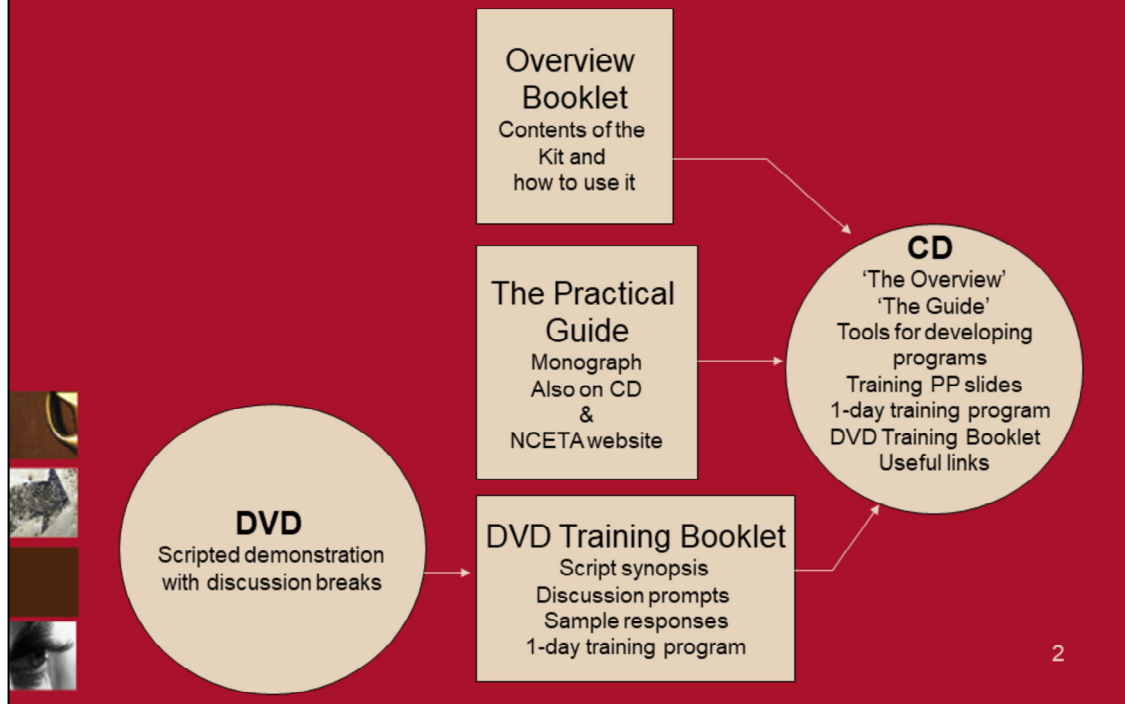 Overview
Booklet
Contents of the
Kit and
how to use it
The Practical
Guide
Monograph
Also on CD
&
NCETA website
DVD
Scripted demonstration
with discussion breaks
DVD Training Booklet
Script synopsis
Discussion prompts
Sample responses
1-day training program
CD
‘The Overview’
‘The Guide’
Tools for developing
programs
Training PP slides
1-day training program
DVD Training Booklet
Useful links
2